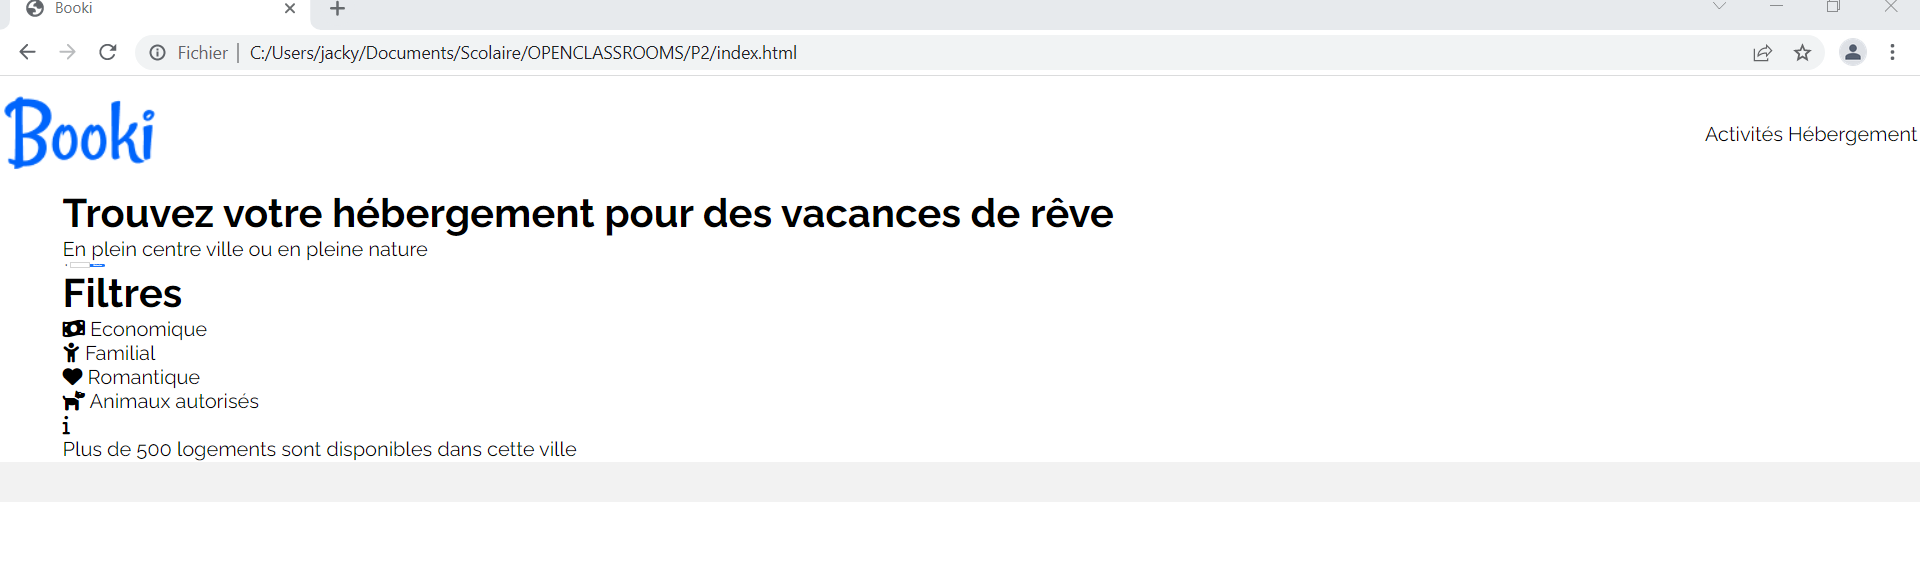 Booki
Fichier | C:/Users/jacky/Documents/Scolaire/OPENCLASSROOMS/P2/index.html
Booki
Activités Hébergement
Trouvez votre hébergement pour des vacances de rêve
En plein centre ville ou en pleine nature
Filtres
Economique
Familial
Romantique
Animaux autorisés
Plus de 500 logements sont disponibles dans cette ville